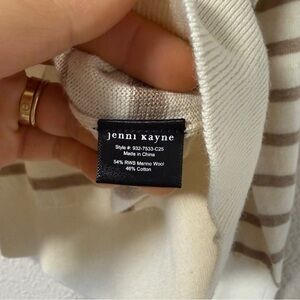 jenni kayne
Style #: 932-7533-C25
Made in China
54% RWS Merino Wool
46% Cotton